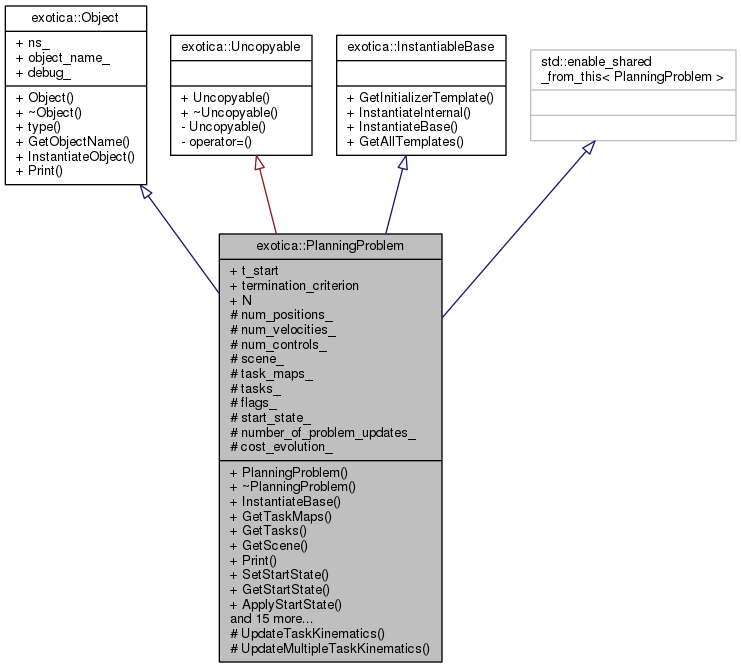 exotica::Object
+ ns_
+ object_name_
+ debug_
+ Object()
+ ~Object()
+ type()
+ GetObjectName()
+ InstantiateObject()
+ Print()
exotica::Uncopyable
+ Uncopyable()
+ ~Uncopyable()
- Uncopyable()
- operator=()
exotica::InstantiableBase
+ GetInitializerTemplate()
+ InstantiateInternal()
+ InstantiateBase()
+ GetAllTemplates()
std::enable_shared
_from_this< PlanningProblem >
exotica::PlanningProblem
+ t_start
+ termination_criterion
+ N
# num_positions_
# num_velocities_
# num_controls_
# scene_
# task_maps_
# tasks_
# flags_
# start_state_
# number_of_problem_updates_
# cost_evolution_
+ PlanningProblem()
+ ~PlanningProblem()
+ InstantiateBase()
+ GetTaskMaps()
+ GetTasks()
+ GetScene()
+ Print()
+ SetStartState()
+ GetStartState()
+ ApplyStartState()
and 15 more...
# UpdateTaskKinematics()
# UpdateMultipleTaskKinematics()